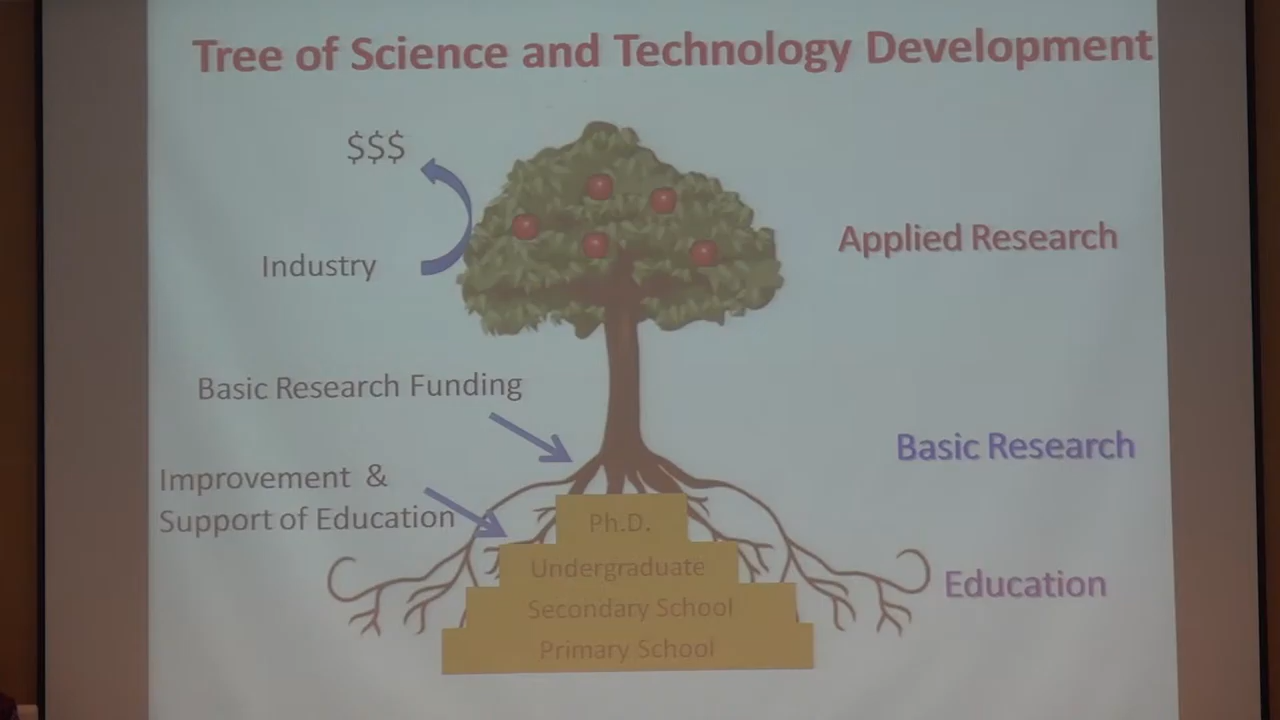 Tree of Science and Technology Development
$$$
Industry
Applied Research
Basic Research Funding
Basic Research
Improvement &
Support of Education
Ph.D.
Undergraduate
Secondary School
Primary School
Education